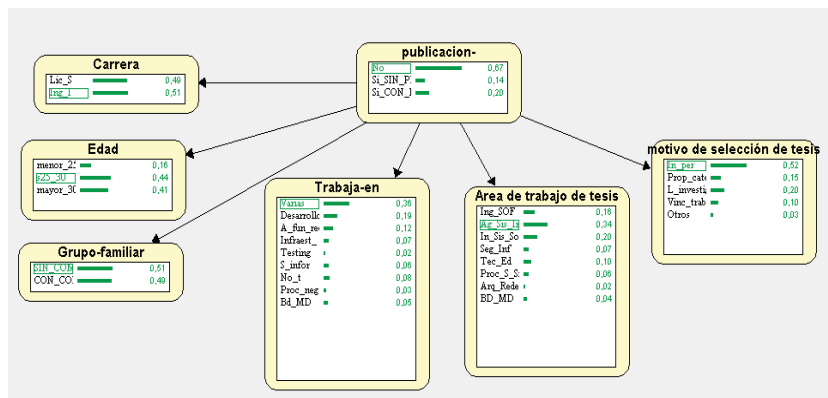 publicacion-
No 0,67
Si_SIN_P 0,14
Si_CON_I 0,20
Carrera
Lic_S 0,49
Ing_I 0,51
Edad
menor_25 0,16
s25_30 0,44
mayor_30 0,41
Grupo-familiar
SIN_COM 0,51
CON_CO 0,49
Trabaja-en
Varias 0,36
Desarrollo 0,19
A_fun_re 0,12
Infraest_ 0,07
Testing 0,02
S_infor 0,06
No_t 0,08
Proc_neg 0,03
Bd_MD 0,05
Area de trabajo de tesis
Ing_SOF 0,16
Ag_Sis_In 0,34
In_Sis_So 0,20
Seg_Inf 0,07
Tec_Ed 0,10
Proc_S_S 0,06
Arq_Rede 0,02
BD_MD 0,04
motivo de selección de tesis
in_per 0,52
Prop_cate 0,15
L_investi 0,20
Vinc_trab 0,10
Otros 0,03